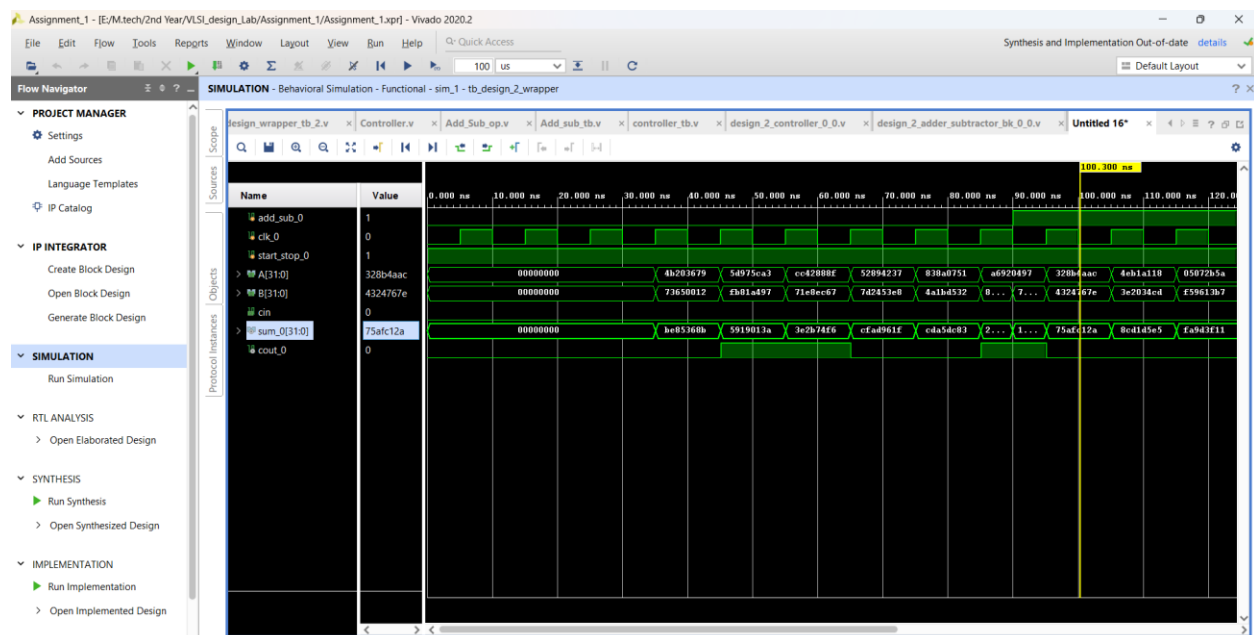 Assignment_1 - [E:/M.tech/2nd Year/VLSI_design_Lab/Assignment_1/Assignment_1.xpr] - Vivado 2020.2
File Edit Flow Tools Reports Window Layout View Run Help Q- Quick Access Synthesis and Implementation Out-of-date details
100 us Default Layout
Flow Navigator SIMULATION - Behavioral Simulation - Functional - sim_1 - tb_design_2_wrapper
PROJECT MANAGER
Settings
Add Sources
Language Templates
IP Catalog
IP INTEGRATOR
Create Block Design
Open Block Design
Generate Block Design
SIMULATION
Run Simulation
RTL ANALYSIS
Open Elaborated Design
SYNTHESIS
Run Synthesis
Open Synthesized Design
IMPLEMENTATION
Run Implementation
Open Implemented Design
Scope
Sources
Objects
Protocol Instances
design_wrapper_tb_2.v Controller.v Add_Sub_op.v Add_sub_tb.v controller_tb.v design_2_controller_0_0.v design_2_adder_subtractor_bk_0_0.v Untitled 16*
100.300 ns
Name Value 0.000 ns 10.000 ns 20.000 ns 30.000 ns 40.000 ns 50.000 ns 60.000 ns 70.000 ns 80.000 ns 90.000 ns 100.000 ns 110.000 ns 120.0
add_sub_0 1
clk_0 0
start_stop_0 1
A[31:0] 328b4aac 00000000 4b203679 5d975ca3 cc42888f 52894237 838a0751 a6920497 328b4aac 4eb1a118 05072b5a
B[31:0] 4324767e 00000000 73650012 fb81a497 71e8ec67 7d2453e8 4a1bd532 8... 7... 4324767e 3e2034cd f59613b7
cin 0
sum_0[31:0] 75afc12a 00000000 be85368b 5919013a 3e2b74f6 cfad961f cda5dc83 2... 1... 75afc12a 8cd1d5e5 fa9d3f11
cout_0 0